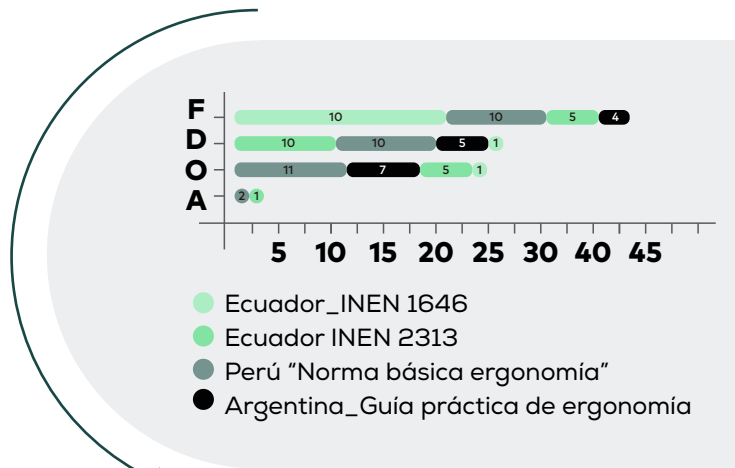 F 10 10 5 4
D 10 10 5 1
O 11 7 5 1
A 2 1
5 10 15 20 25 30 35 40 45
Ecuador_INEN 1646
Ecuador INEN 2313
Perú “Norma básica ergonomía”
Argentina_Guía práctica de ergonomía